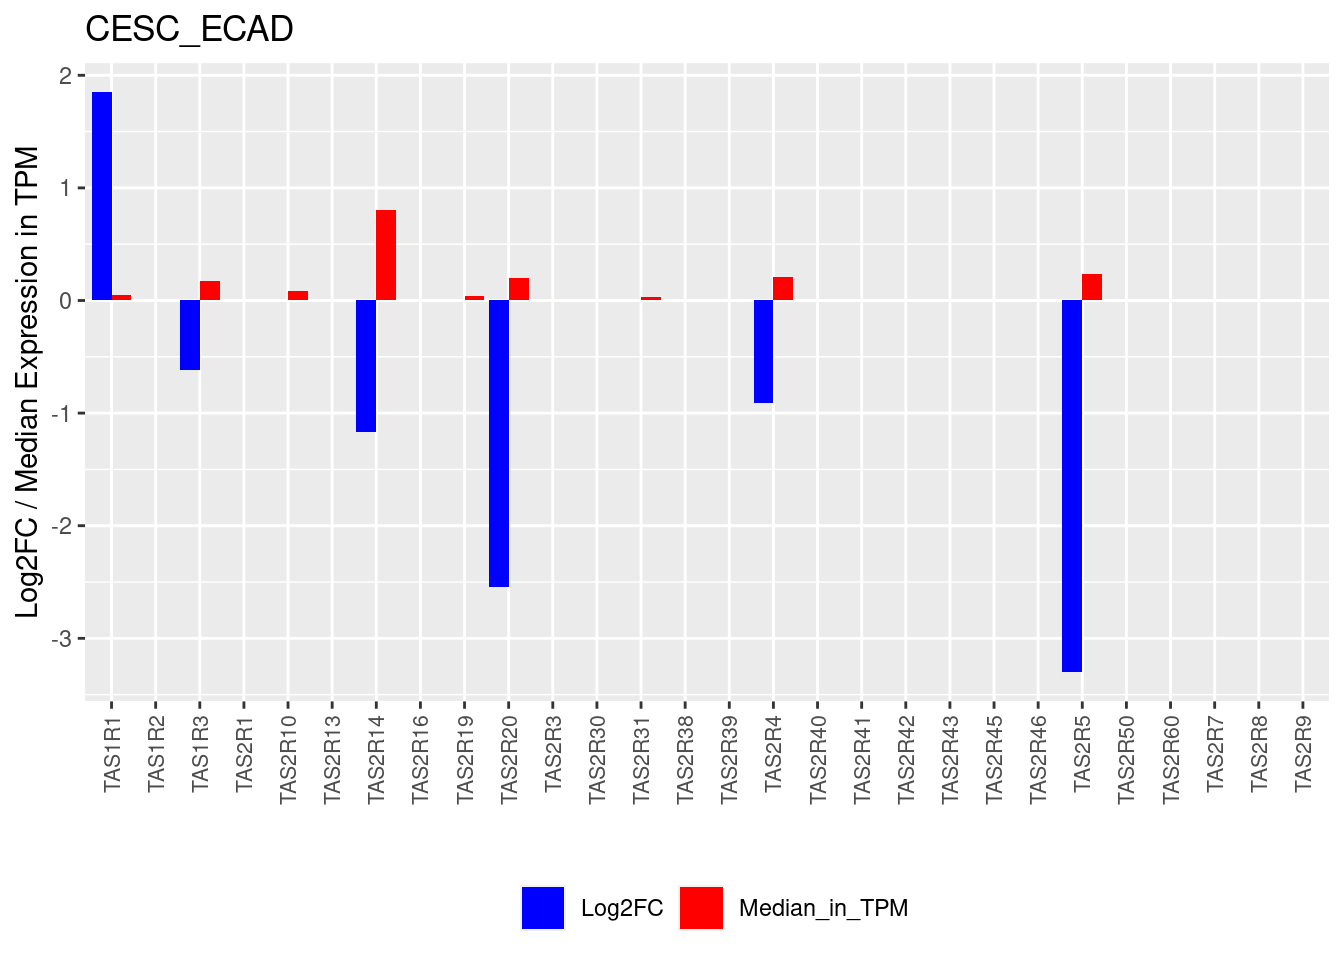 CESC_ECAD
Log2FC / Median Expression in TPM
2
1
0
-1
-2
-3
TAS1R1
TAS1R2
TAS1R3
TAS2R1
TAS2R10
TAS2R13
TAS2R14
TAS2R16
TAS2R19
TAS2R20
TAS2R3
TAS2R30
TAS2R31
TAS2R38
TAS2R39
TAS2R4
TAS2R40
TAS2R41
TAS2R42
TAS2R43
TAS2R45
TAS2R46
TAS2R5
TAS2R50
TAS2R60
TAS2R7
TAS2R8
TAS2R9
Log2FC
Median_in_TPM